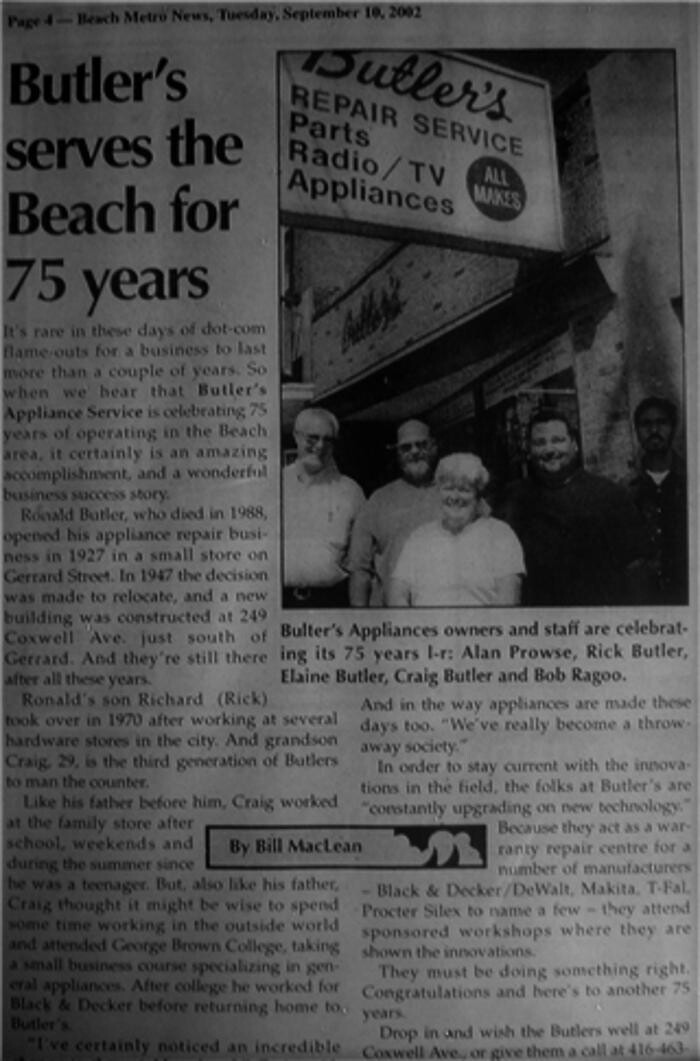 Page 4 — Beach Metro News, Tuesday, September 10, 2002
Butler's
serves the
Beach for
75 years
It's rare in these days of dot-com
flame-outs for a business to last
more than a couple of years. So
when we hear that Butler's
Appliance Service is celebrating 75
years of operating in the Beach
area, it certainly is an amazing
accomplishment, and a wonderful
business success story.
Ronald Butler, who died in 1988,
opened his appliance repair busi-
ness in 1927 in a small store on
Gerrard Street. In 1947 the decision
was made to relocate, and a new
building was constructed at 249
Coxwell Ave. just south of
Gerrard. And they're still there
after all these years.
Ronald's son Richard (Rick)
took over in 1970 after working at several
hardware stores in the city. And grandson
Craig, 29, is the third generation of Butlers
to man the counter.
Like his father before him, Craig worked
at the family store after
school, weekends and
during the summer since
he was a teenager. But, also like his father,
Craig thought it might be wise to spend
some time working in the outside world
and attended George Brown College, taking
a small business course specializing in gen-
eral appliances. After college he worked for
Black & Decker before returning home to
Butler's.
"I've certainly noticed an incredible
Butler's
REPAIR SERVICE
Parts
Radio/TV
Appliances
ALL
MAKES
Butler's
Bulter's Appliances owners and staff are celebrat-
ing its 75 years l-r: Alan Prowse, Rick Butler,
Elaine Butler, Craig Butler and Bob Ragoo.
By Bill MacLean
And in the way appliances are made these
days too. "We've really become a throw-
away society."
In order to stay current with the innova-
tions in the field, the folks at Butler's are
"constantly upgrading on new technology."
Because they act as a war-
ranty repair centre for a
number of manufacturers
– Black & Decker/DeWalt, Makita, T-Fal,
Procter Silex to name a few – they attend
sponsored workshops where they are
shown the innovations.
They must be doing something right.
Congratulations and here's to another 75
years.
Drop in and wish the Butlers well at 249
Coxwell Ave., or give them a call at 416-463-